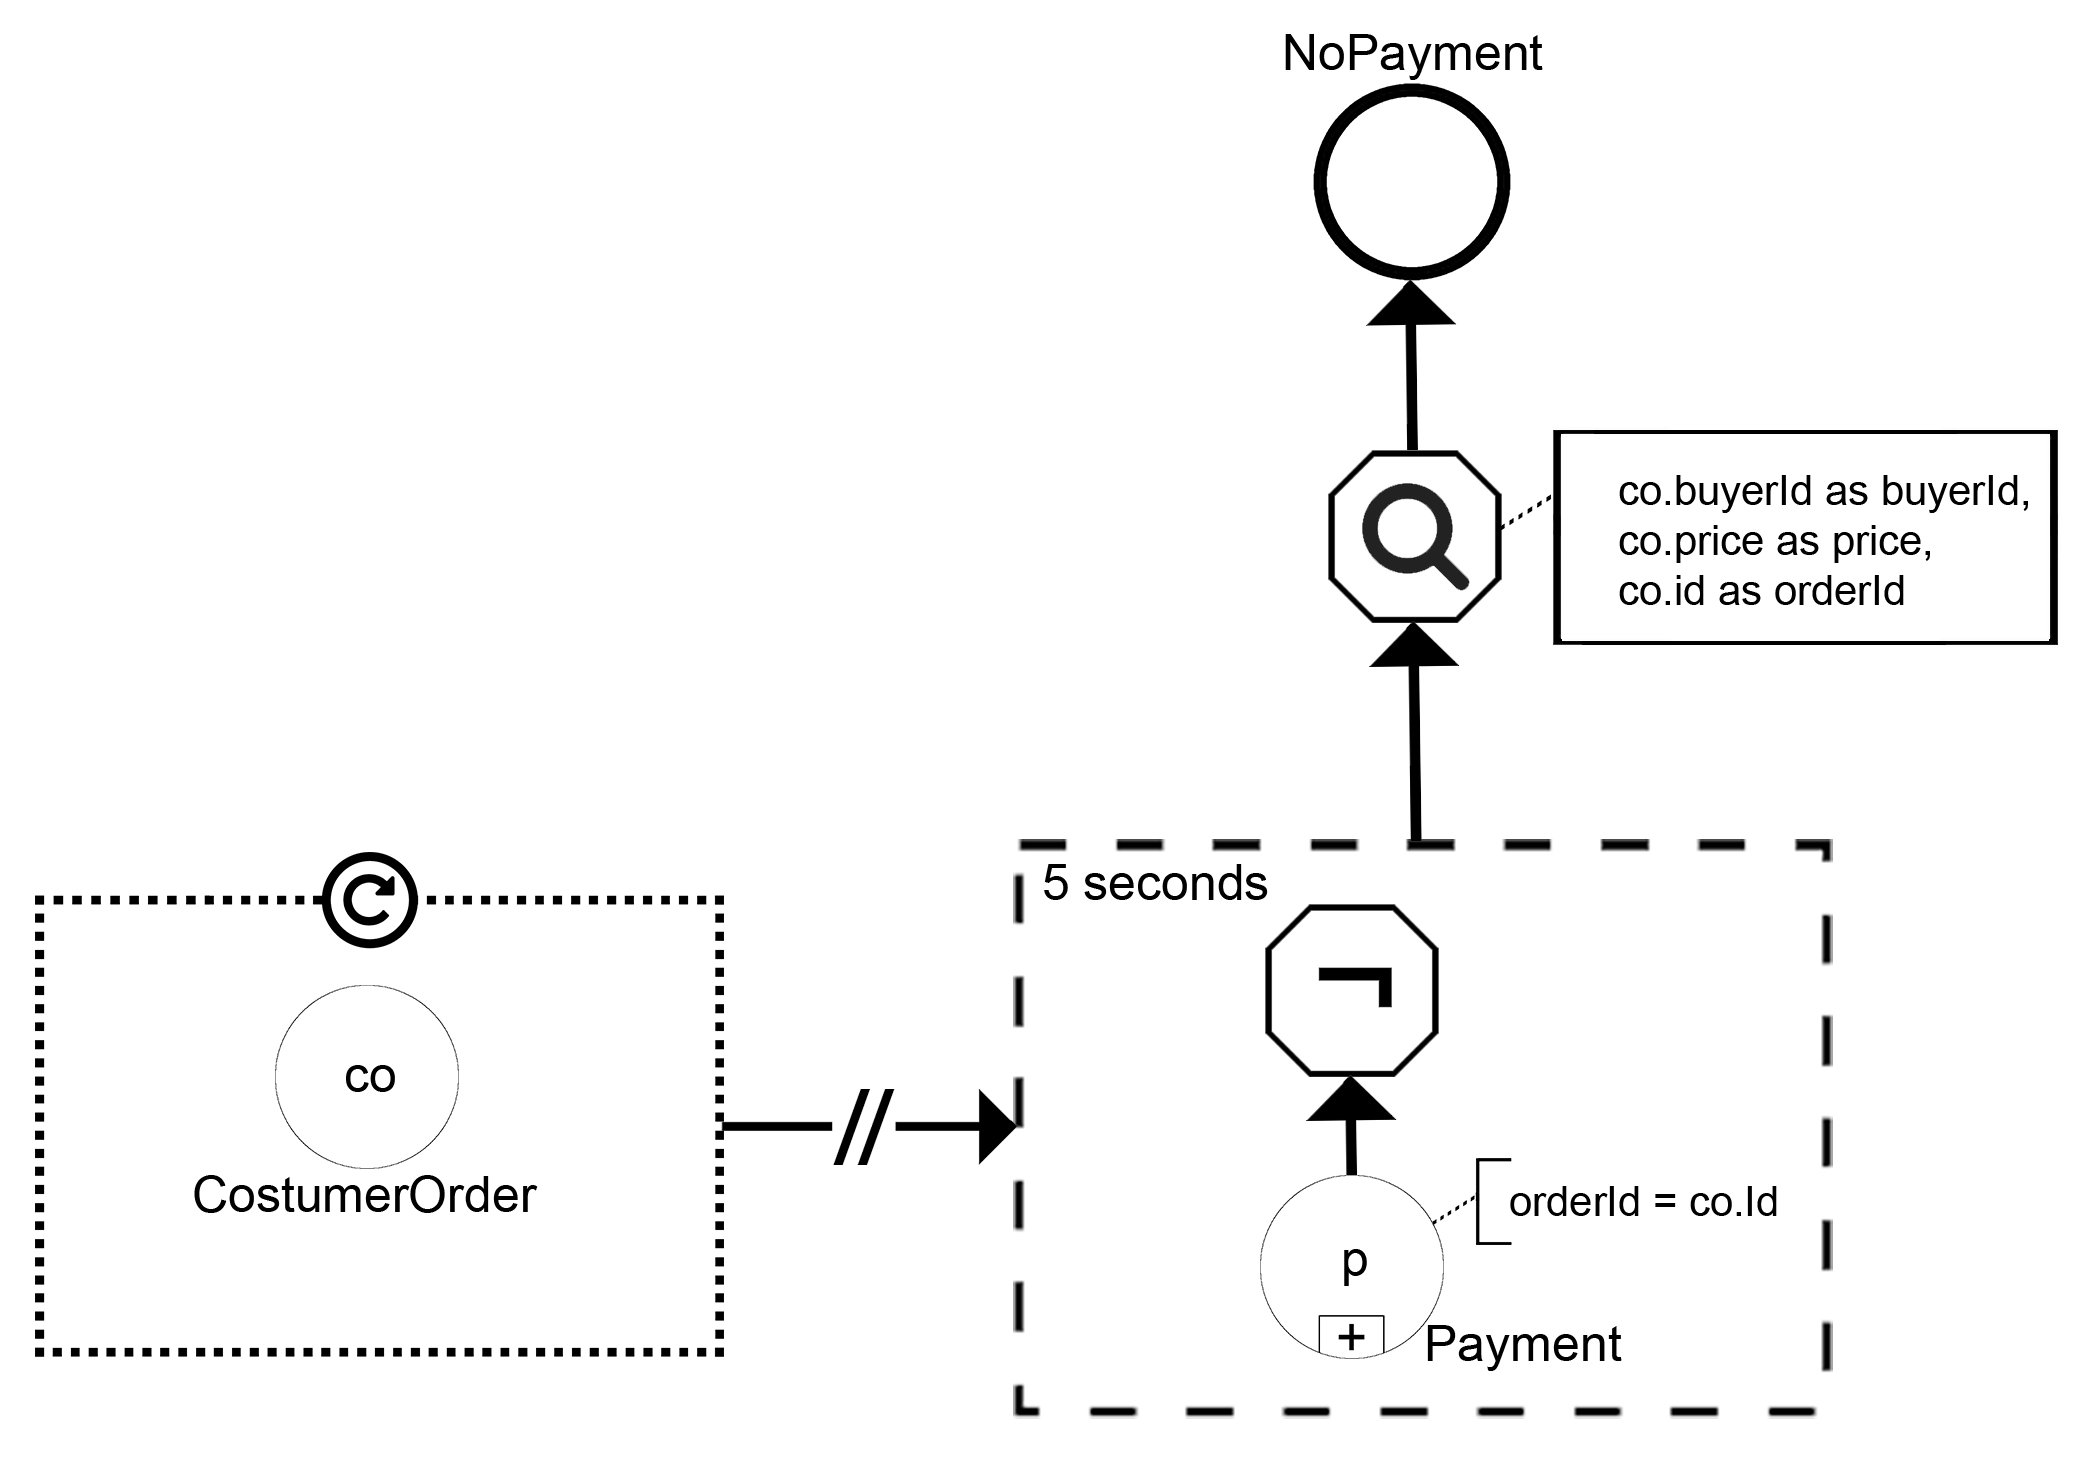 NoPayment
co.buyerId as buyerId,
co.price as price,
co.id as orderId
5 seconds
co
CostumerOrder
¬
//
orderId = co.Id
p
+
Payment